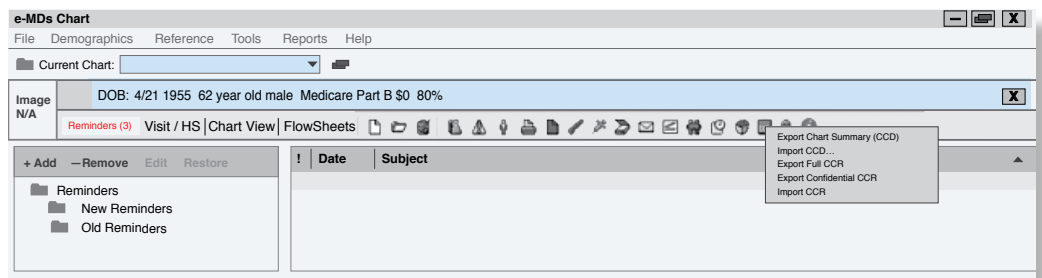 e-MDs Chart
File Demographics Reference Tools Reports Help
Current Chart:
Image N/A
DOB: 4/21 1955 62 year old male Medicare Part B $0 80%
X
Reminders (3) Visit / HS Chart View FlowSheets
Export Chart Summary (CCD)
Import CCD...
Export Full CCR
Export Confidential CCR
Import CCR
+ Add −Remove Edit Restore
! Date Subject
Reminders
New Reminders
Old Reminders